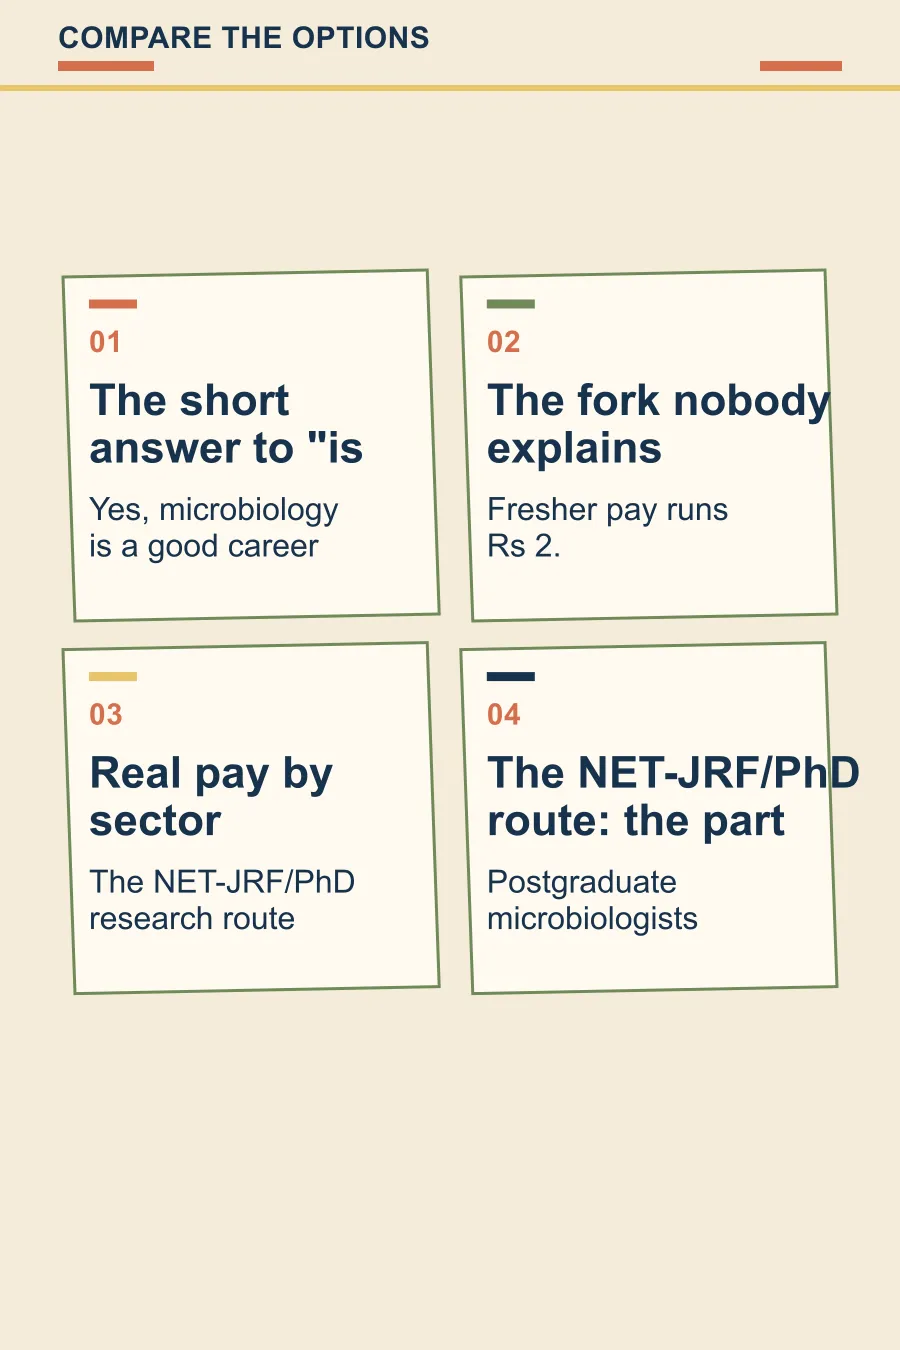 COMPARE THE OPTIONS
01
The short
answer to "is
Yes, microbiology
is a good career
02
The fork nobody
explains
Fresher pay runs
Rs 2.
03
Real pay by
sector
The NET-JRF/PhD
research route
04
The NET-JRF/PhD
route: the part
Postgraduate
microbiologists